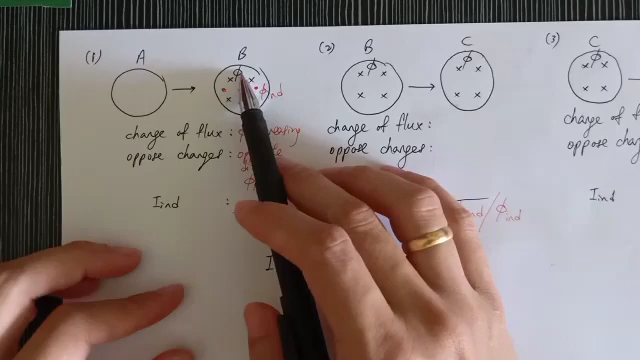 (1) A B
ϕ
x x
x
ϕind
change of flux :
oppose changes :
Iind :
I
(2) B C
ϕ ϕ
x x x x
x x x x
change of flux :
oppose changes :
/ϕind
(3) C
ϕ
x x
x x
change of
oppose
Iind